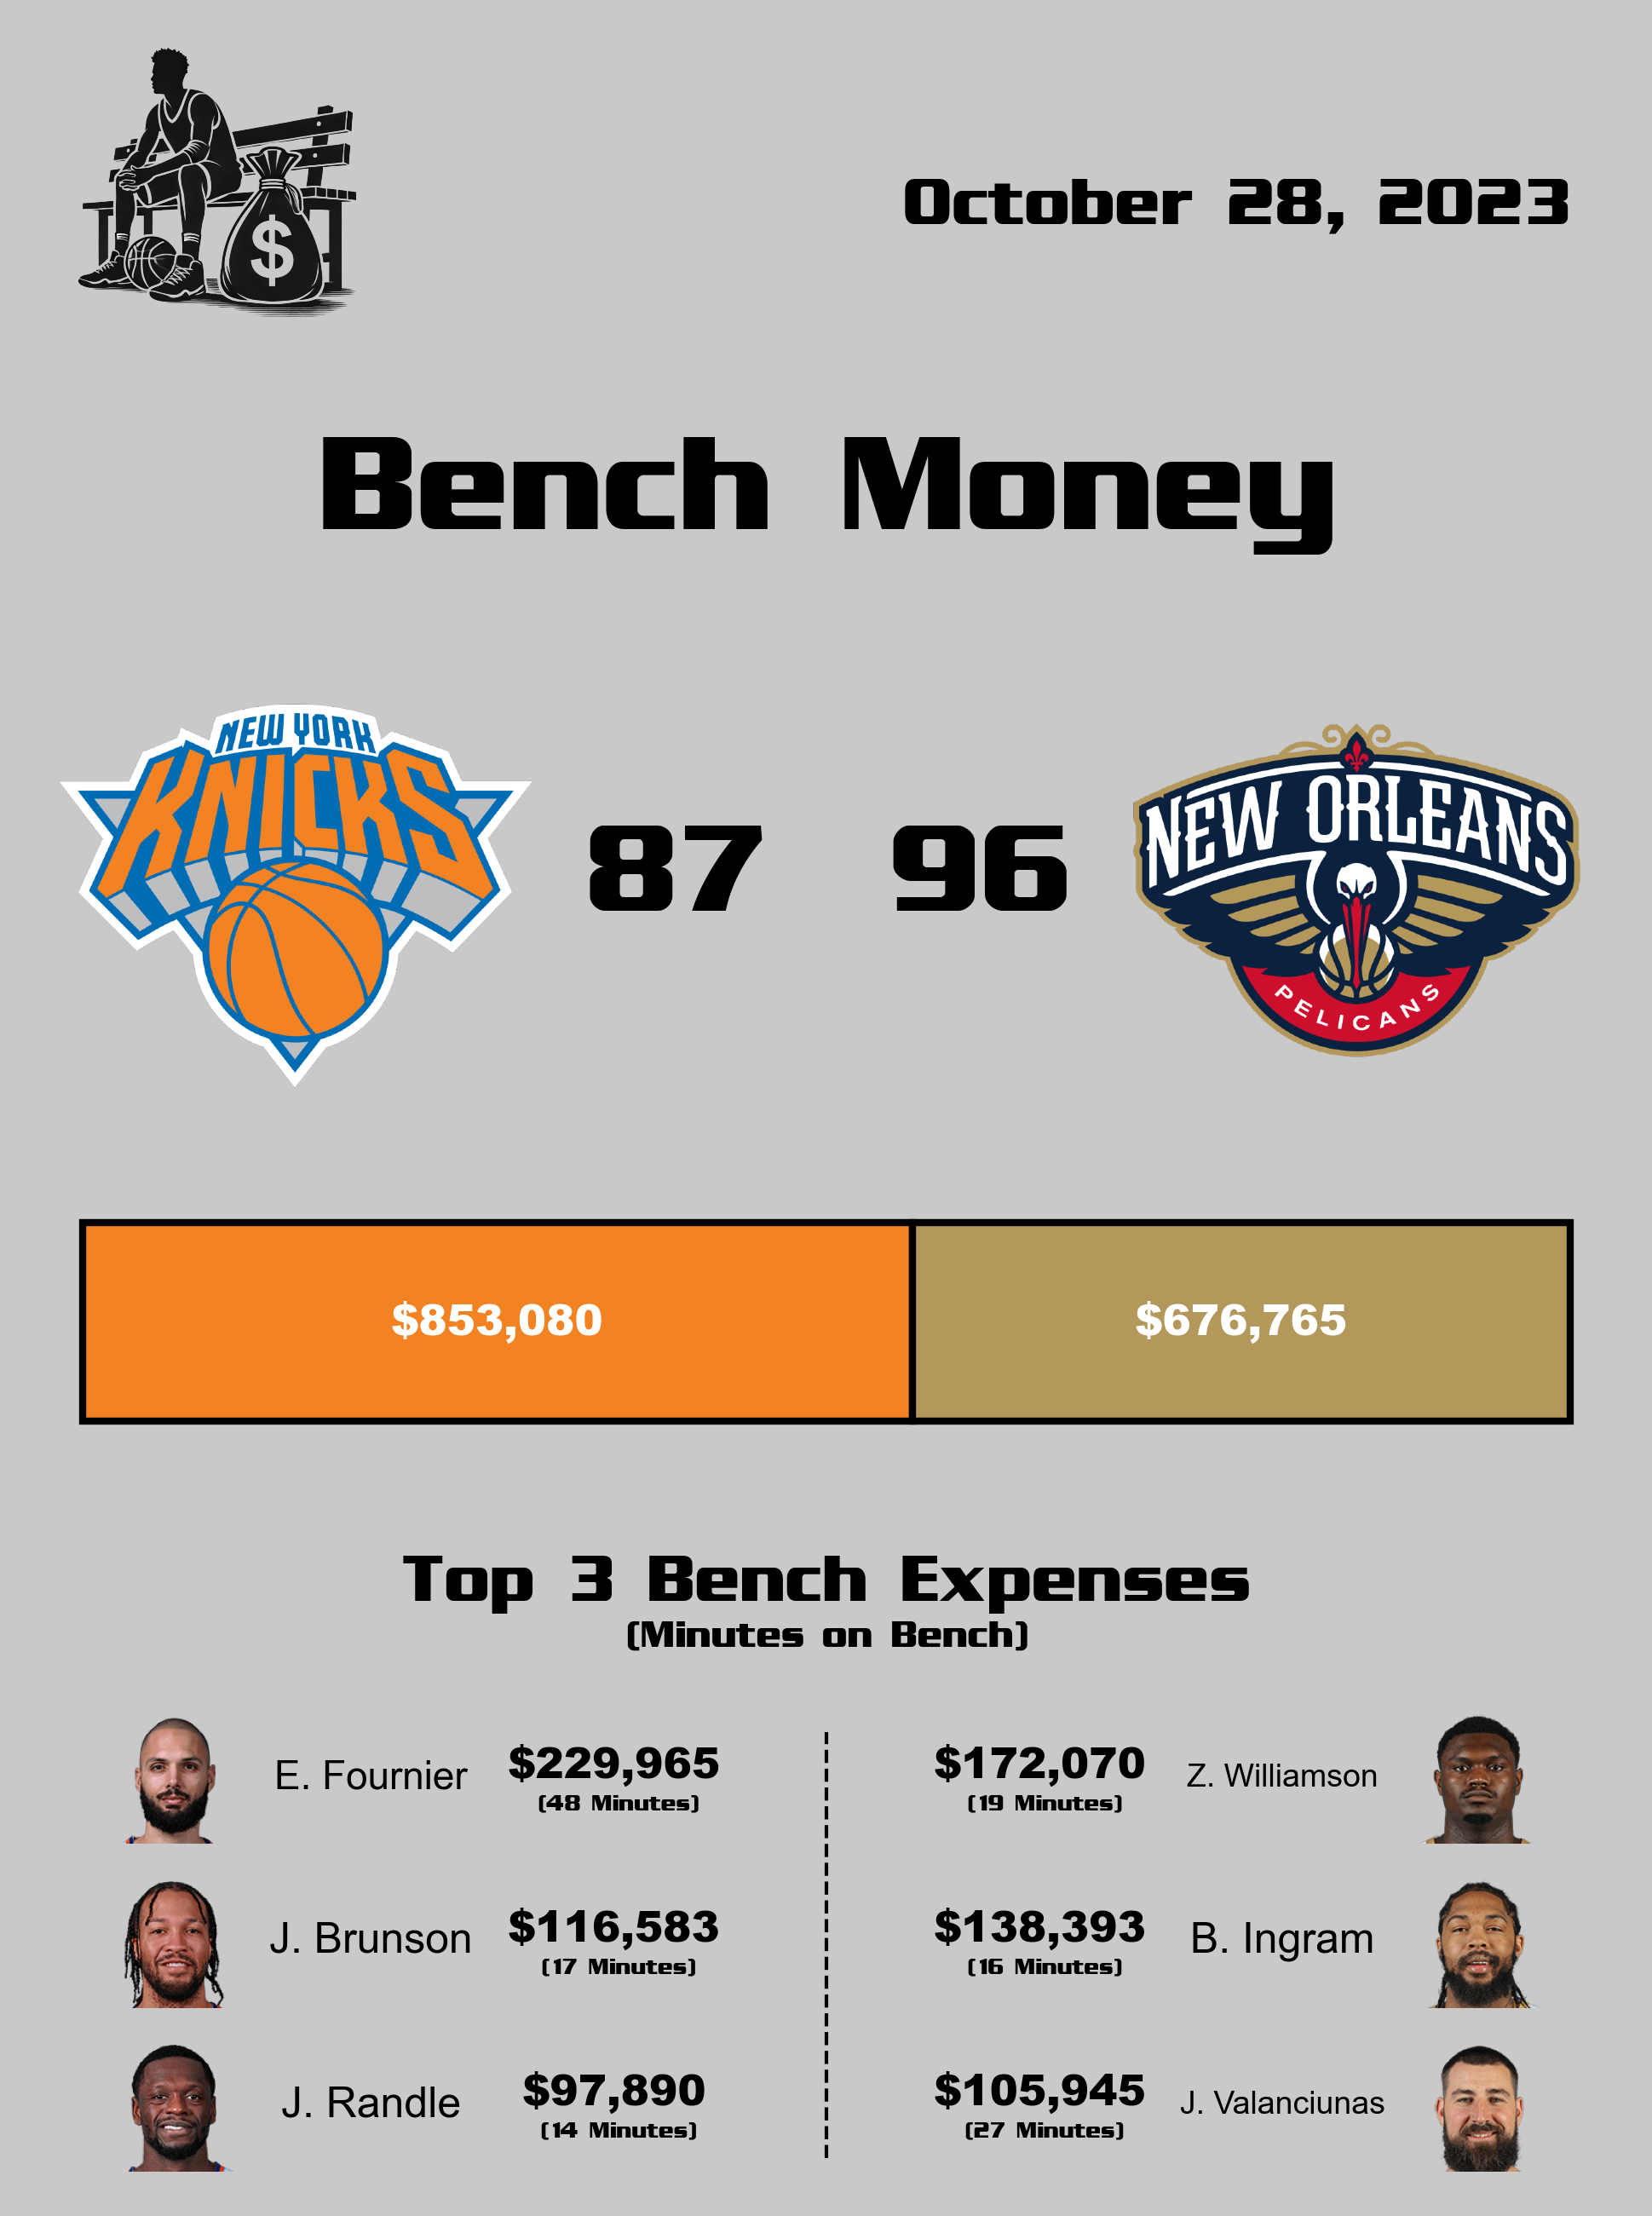 October 28, 2023
$
Bench Money
NEW YORK
KNICKS
87 96
NEW ORLEANS
PELICANS
$853,080 $676,765
Top 3 Bench Expenses
(Minutes on Bench)
E. Fournier $229,965 $172,070 Z. Williamson
(48 Minutes) (19 Minutes)
J. Brunson $116,583 $138,393 B. Ingram
(17 Minutes) (16 Minutes)
J. Randle $97,890 $105,945 J. Valanciunas
(14 Minutes) (27 Minutes)